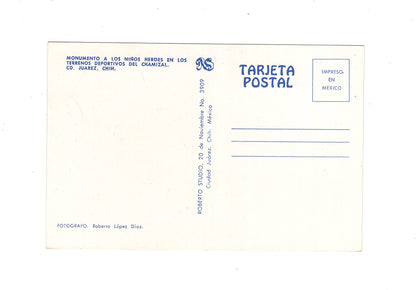 MONUMENTO A LOS NIÑOS HEROES EN LOS
TERRENOS DEPORTIVOS DEL CHAMIZAL.
CD. JUAREZ, CHIH.
FOTOGRAFO: Roberto López Díaz.
ROBERTO STUDIO, 20 de Noviembre No. 3909
Ciudad Juárez, Chih. México
TARJETA
POSTAL
IMPRESO
EN
MEXICO